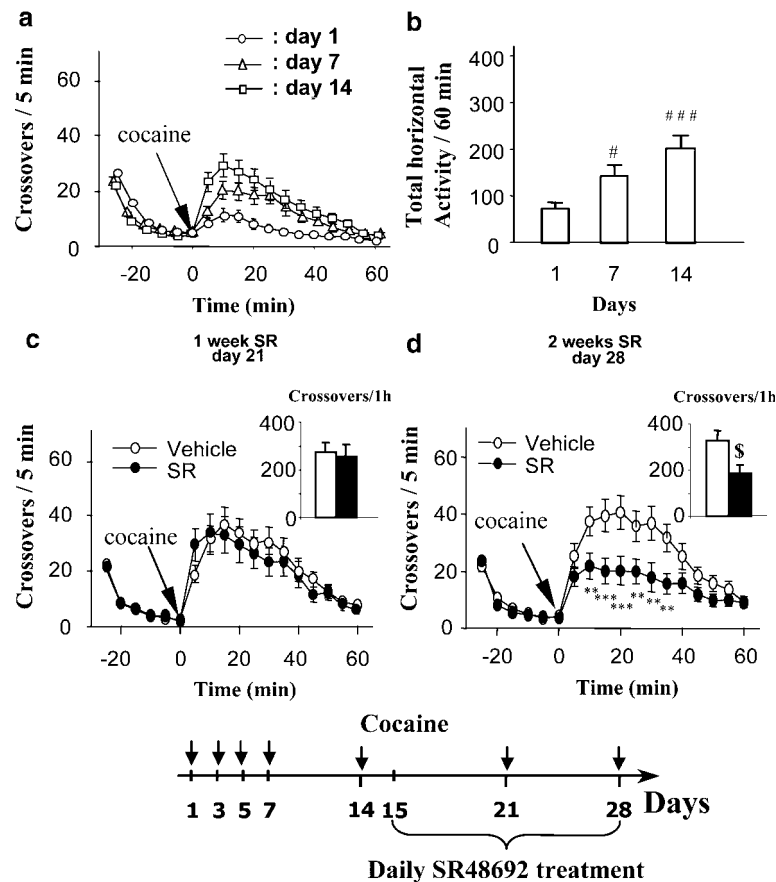 a
: day 1
: day 7
: day 14
Crossovers / 5 min
60
40
20
0
cocaine
-20 0 20 40 60
Time (min)
b
Total horizontal
Activity / 60 min
400
300
200
100
0
#
# # #
1 7 14
Days
c
1 week SR
day 21
Crossovers/1h
400
200
0
Vehicle
SR
Crossovers / 5 min
60
40
20
0
cocaine
-20 0 20 40 60
Time (min)
d
2 weeks SR
day 28
Crossovers/1h
400
200
0
$
Vehicle
SR
Crossovers / 5 min
60
40
20
0
cocaine
** *** *** ** ** **
-20 0 20 40 60
Time (min)
Cocaine
1 3 5 7 14 15 21 28 Days
Daily SR48692 treatment